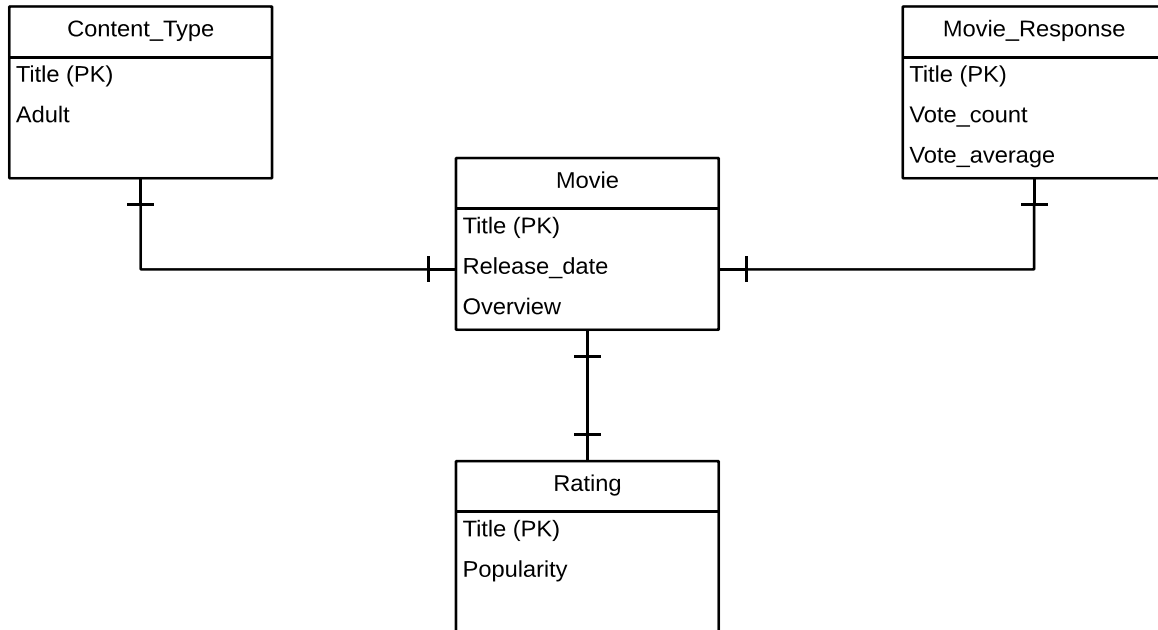 Content_Type
Title (PK)
Adult
Movie_Response
Title (PK)
Vote_count
Vote_average
Movie
Title (PK)
Release_date
Overview
Rating
Title (PK)
Popularity